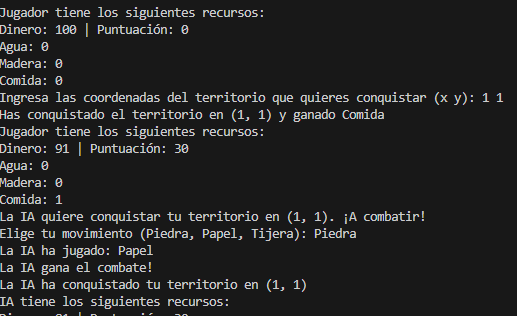 Jugador tiene los siguientes recursos:
Dinero: 100 | Puntuación: 0
Agua: 0
Madera: 0
Comida: 0
Ingresa las coordenadas del territorio que quieres conquistar (x y): 1 1
Has conquistado el territorio en (1, 1) y ganado Comida
Jugador tiene los siguientes recursos:
Dinero: 91 | Puntuación: 30
Agua: 0
Madera: 0
Comida: 1
La IA quiere conquistar tu territorio en (1, 1). ¡A combatir!
Elige tu movimiento (Piedra, Papel, Tijera): Piedra
La IA ha jugado: Papel
La IA gana el combate!
La IA ha conquistado tu territorio en (1, 1)
IA tiene los siguientes recursos:
Dinero: 91 | Puntuación: 30